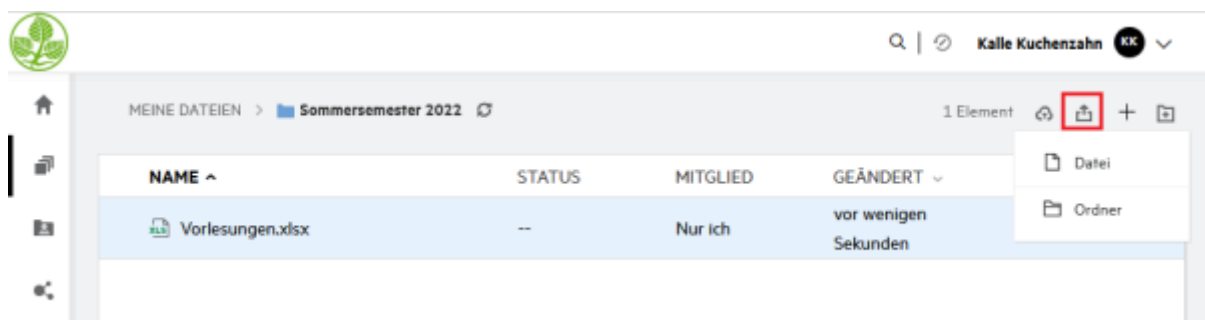 Kalle Kuchenzahn KK
MEINE DATEIEN > Sommersemester 2022 1 Element
Datei
Ordner
NAME STATUS MITGLIED GEÄNDERT
XLS Vorlesungen.xlsx -- Nur ich vor wenigen
Sekunden